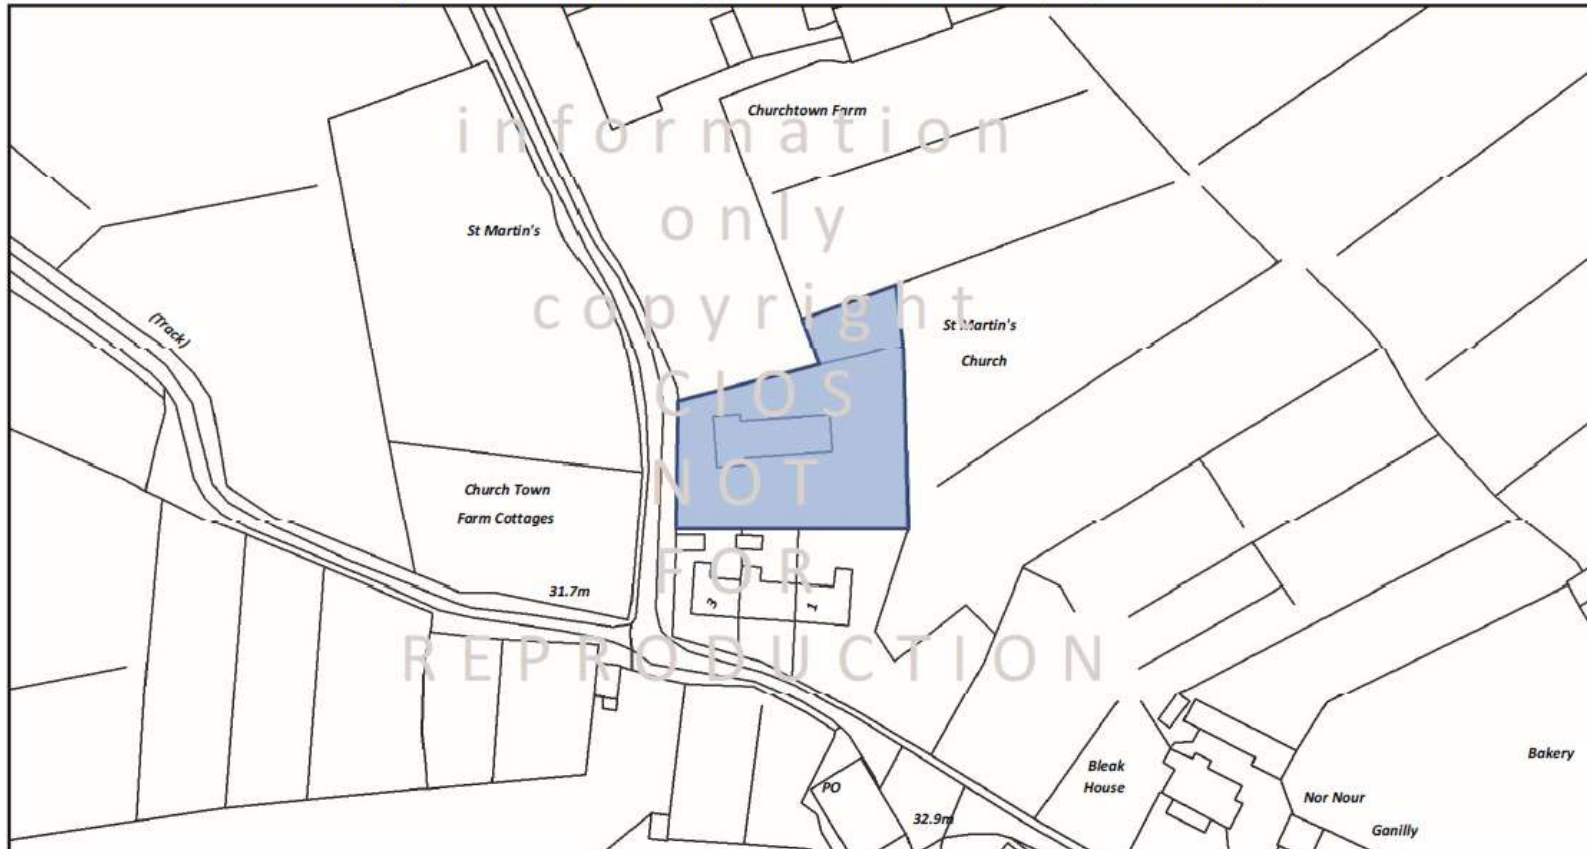 Churchtown Farm
information
only
St Martin's
copyright
(Track)
St Martin's
Church
CIOS
NOT
Church Town
Farm Cottages
31.7m
FOR
3
1
REPRODUCTION
Bleak
House
Bakery
PO
Nor Nour
32.9m
Ganilly